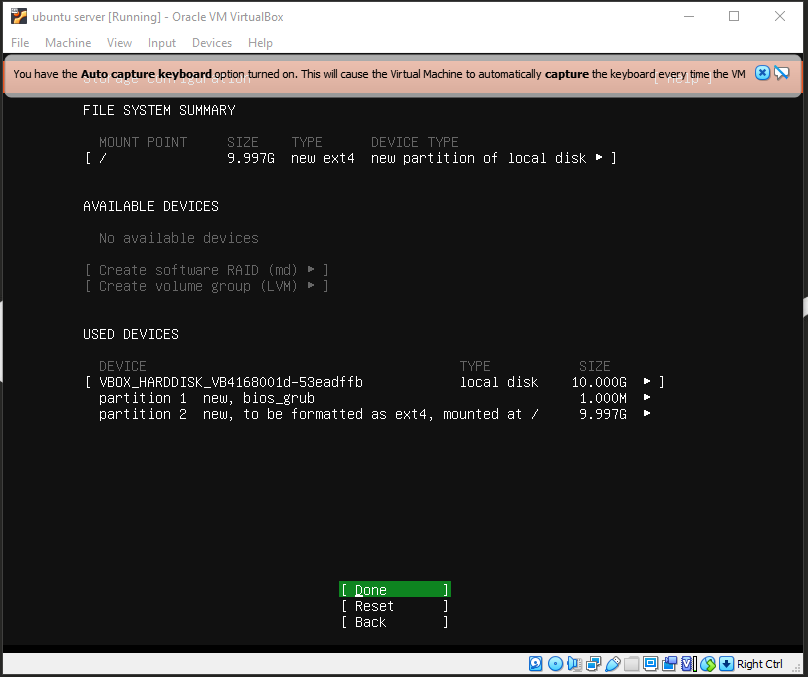 ubuntu server [Running] - Oracle VM VirtualBox
File Machine View Input Devices Help
You have the Auto capture keyboard option turned on. This will cause the Virtual Machine to automatically capture the keyboard every time the VM
Storage configuration [ Help ]
FILE SYSTEM SUMMARY
MOUNT POINT SIZE TYPE DEVICE TYPE
[ / 9.997G new ext4 new partition of local disk ▸ ]
AVAILABLE DEVICES
No available devices
[ Create software RAID (md) ▸ ]
[ Create volume group (LVM) ▸ ]
USED DEVICES
DEVICE TYPE SIZE
[ VBOX_HARDDISK_VB4168001d-53eadffb local disk 10.000G ▸ ]
partition 1 new, bios_grub 1.000M ▸
partition 2 new, to be formatted as ext4, mounted at / 9.997G ▸
[ Done ]
[ Reset ]
[ Back ]
Right Ctrl